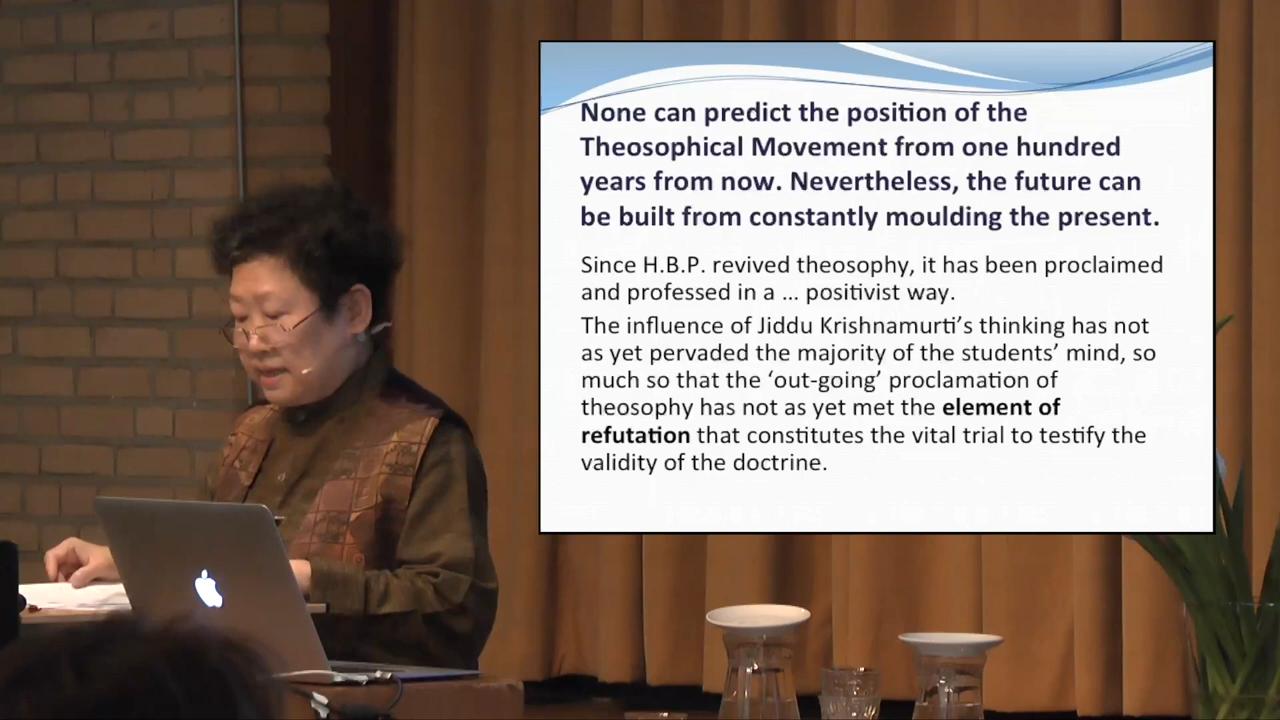 None can predict the position of the
Theosophical Movement from one hundred
years from now. Nevertheless, the future can
be built from constantly moulding the present.
Since H.B.P. revived theosophy, it has been proclaimed
and professed in a ... positivist way.
The influence of Jiddu Krishnamurti's thinking has not
as yet pervaded the majority of the students' mind, so
much so that the 'out-going' proclamation of
theosophy has not as yet met the element of
refutation that constitutes the vital trial to testify the
validity of the doctrine.